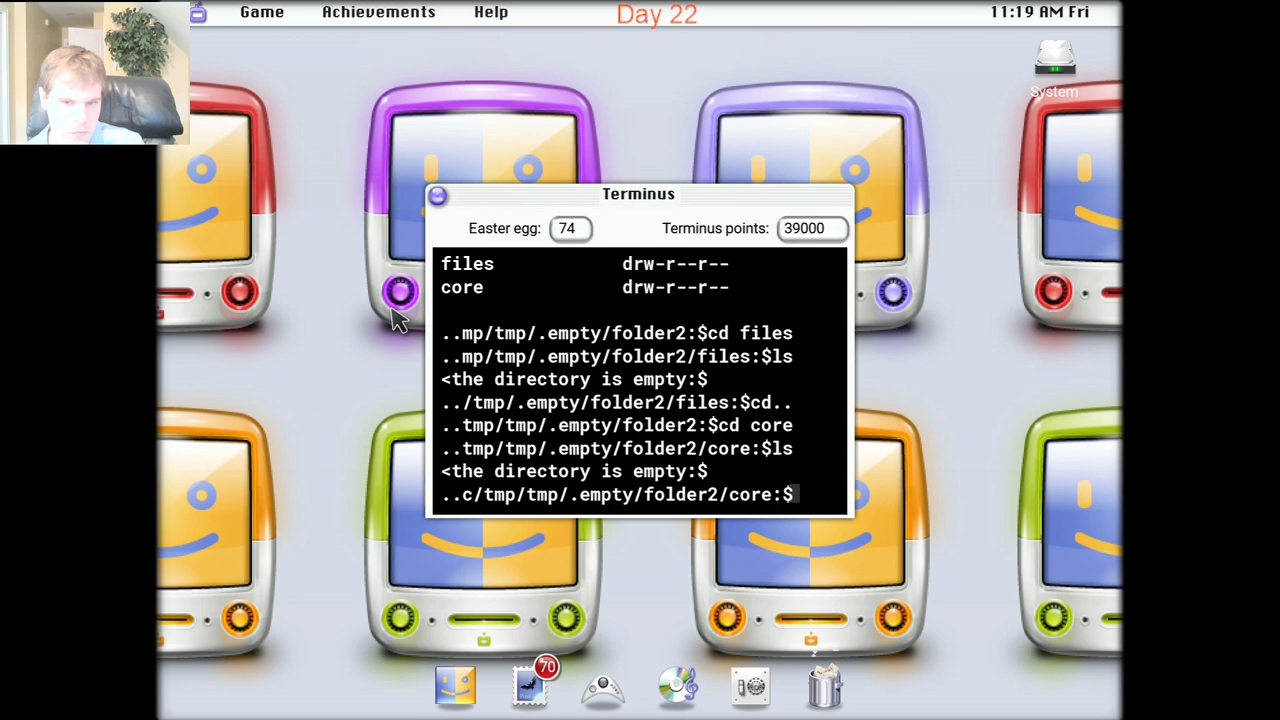 Game Achievements Help Day 22 11:19 AM Fri
System
Terminus
Easter egg: 74 Terminus points: 39000
files drw-r--r--
core drw-r--r--
..mp/tmp/.empty/folder2:$cd files
..mp/tmp/.empty/folder2/files:$ls
<the directory is empty:$
../tmp/.empty/folder2/files:$cd..
..tmp/.empty/folder2:$cd core
..tmp/tmp/.empty/folder2/core:$ls
<the directory is empty:$
..c/tmp/tmp/.empty/folder2/core:$
70